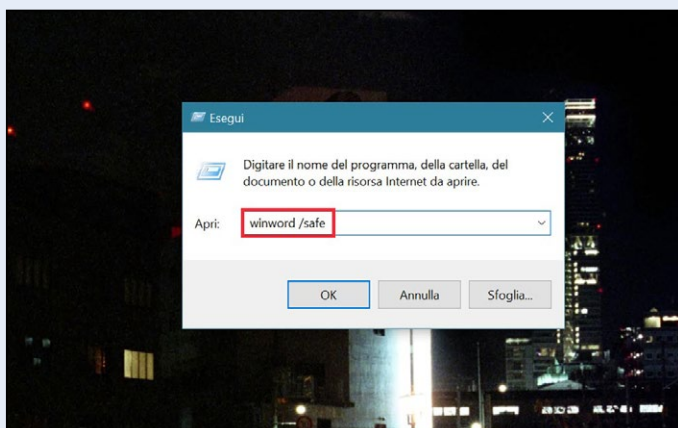 Esegui
Digitare il nome del programma, della cartella, del
documento o della risorsa Internet da aprire.
Apri: winword /safe
OK Annulla Sfoglia...